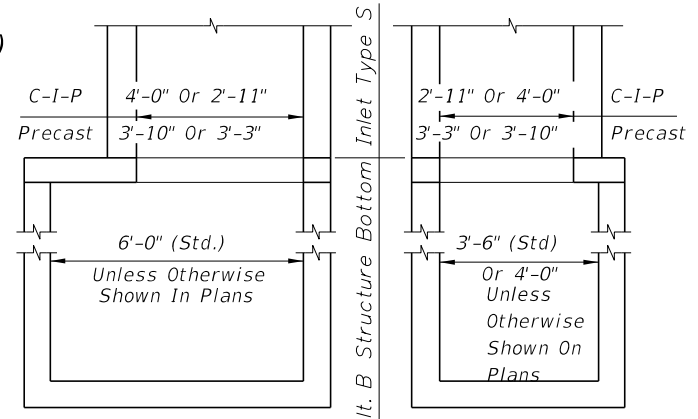 )
C-I-P 4'-0" Or 2'-11"
Precast 3'-10" Or 3'-3"
6'-0" (Std.)
Unless Otherwise
Shown In Plans
lt. B Structure Bottom Inlet Type S
2'-11" Or 4'-0" C-I-P
3'-3" Or 3'-10" Precast
3'-6" (Std)
Or 4'-0"
Unless
Otherwise
Shown On
Plans